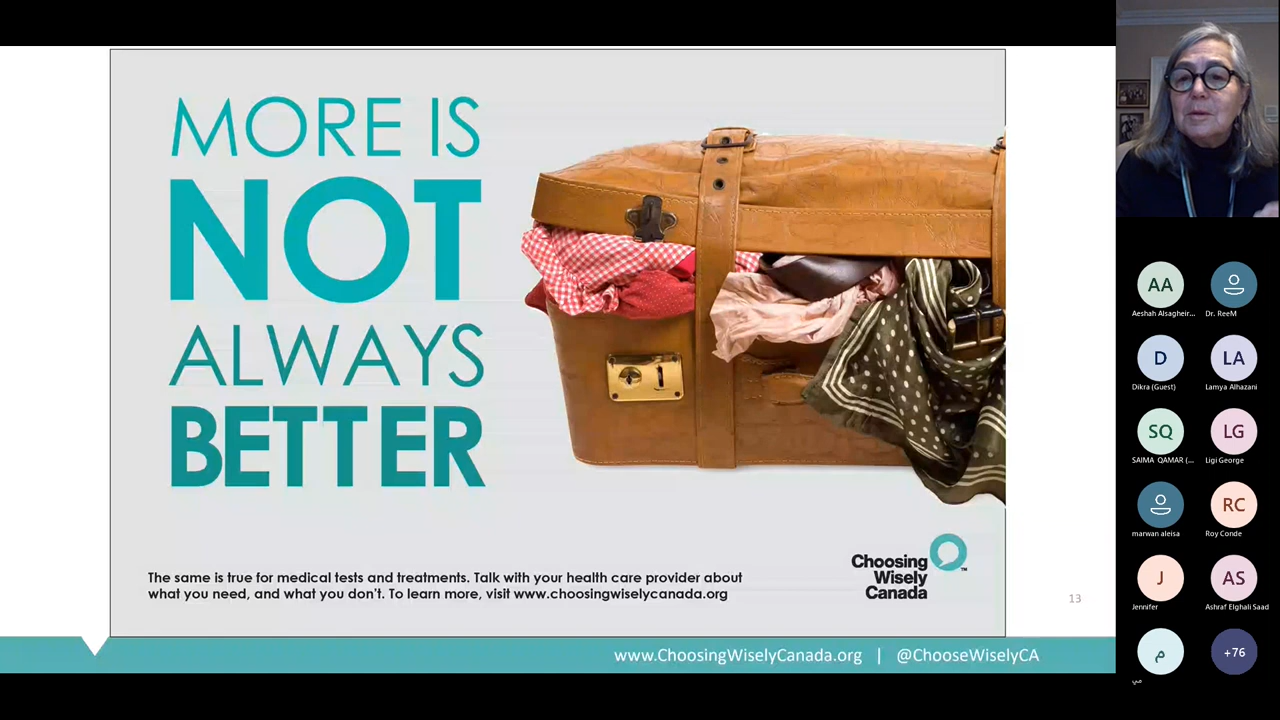 MORE IS
NOT
ALWAYS
BETTER
The same is true for medical tests and treatments. Talk with your health care provider about
what you need, and what you don't. To learn more, visit www.choosingwiselycanada.org
Choosing
Wisely
Canada
TM
13
www.ChoosingWiselyCanada.org | @ChooseWiselyCA
AA
Aeshah Alsagheir...
Dr. ReeM
D
LA
Dikra (Guest)
Lamya Alhazani
SQ
LG
SAIMA QAMAR (...
Ligi George
RC
marwan aleisa
Roy Conde
J
AS
Jennifer
Ashraf Elghali Saad
م
+76